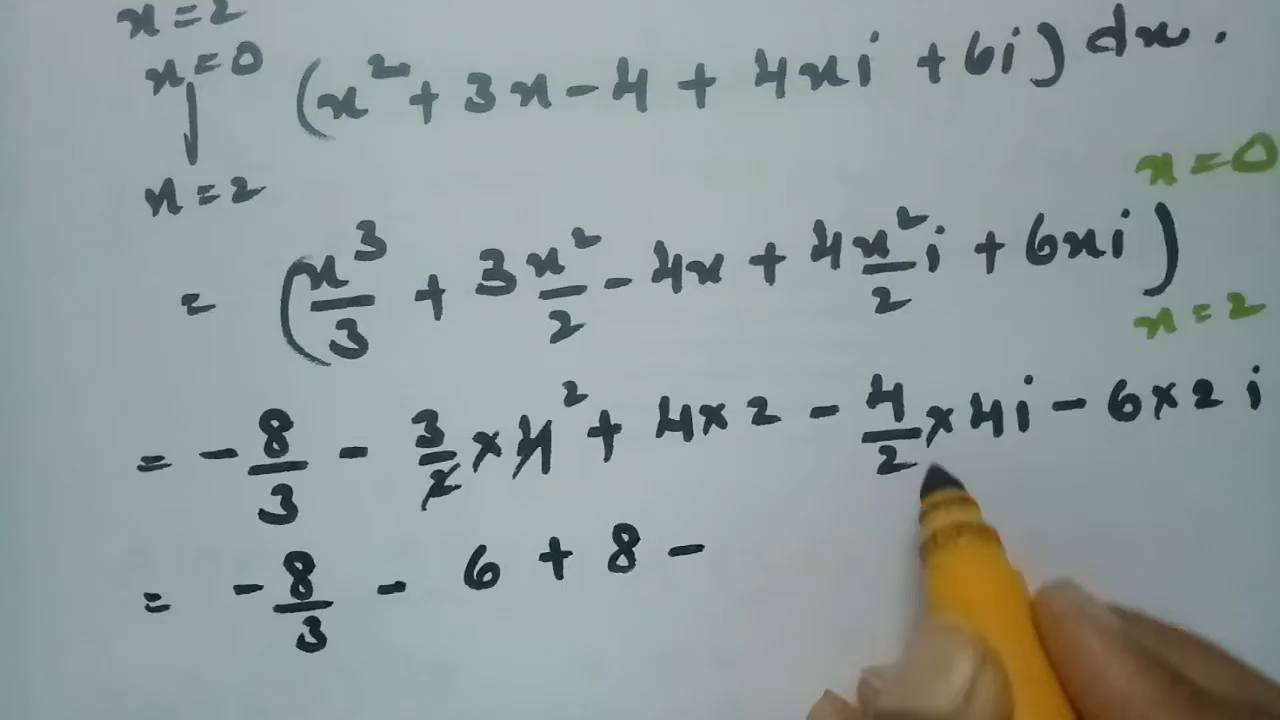 x=2
x=0
∫ (x² + 3x - 4 + 4xi + 6i) dx.
x=2
x=0
= (x³/3 + 3x²/2 - 4x + 4x²/2 i + 6xi)
x=2
= -8/3 - 3/2 × 4² + 4×2 - 4/2 × 4i - 6×2i
= -8/3 - 6 + 8 -